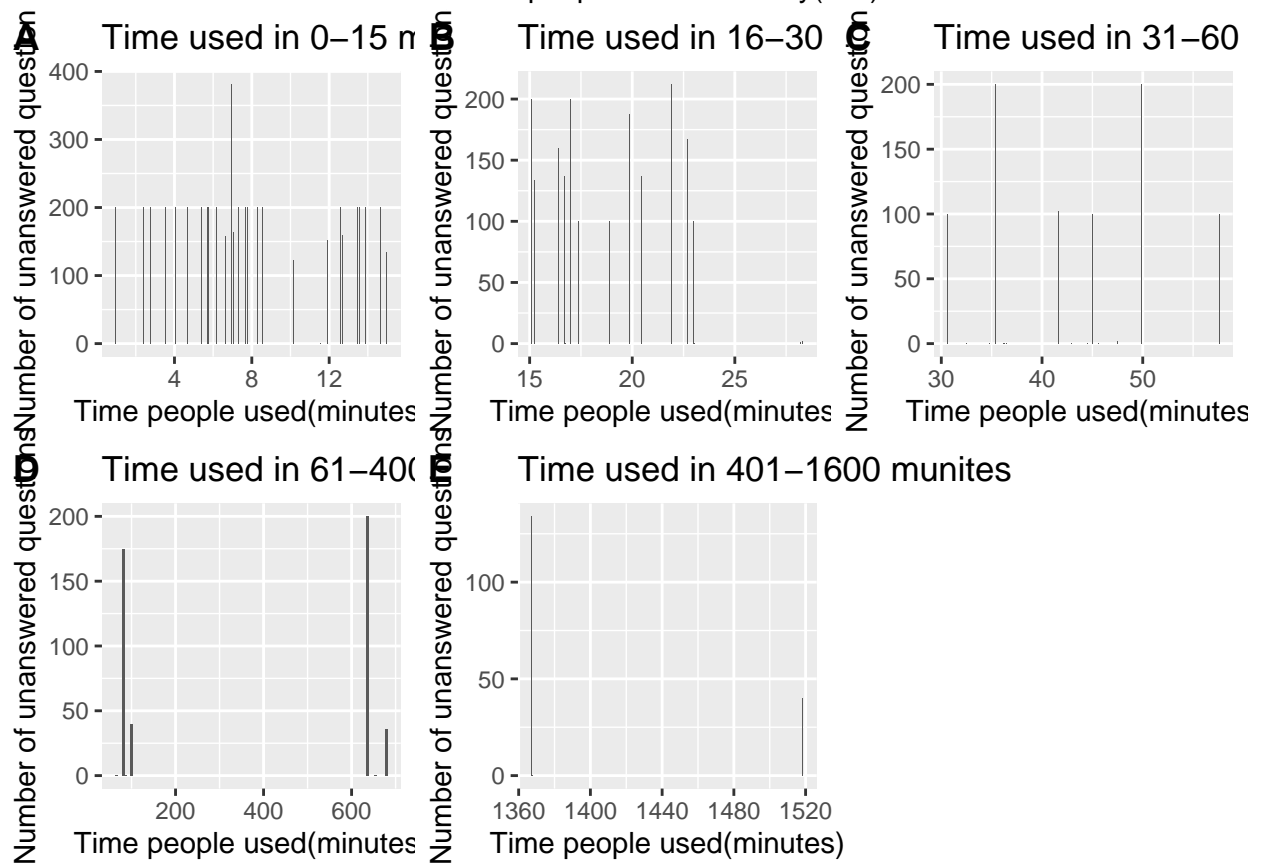 A Time used in 0–15 m
Number of unanswered question
400
300
200
100
0
4 8 12
Time people used(minutes
B Time used in 16–30
Number of unanswered question
200
150
100
50
0
15 20 25
Time people used(minutes
C Time used in 31–60
Number of unanswered question
200
150
100
50
0
30 40 50
Time people used(minutes
D Time used in 61–400
Number of unanswered questions
200
150
100
50
0
200 400 600
Time people used(minutes
E Time used in 401–1600 munites
Number of unanswered questions
100
50
0
1360 1400 1440 1480 1520
Time people used(minutes)